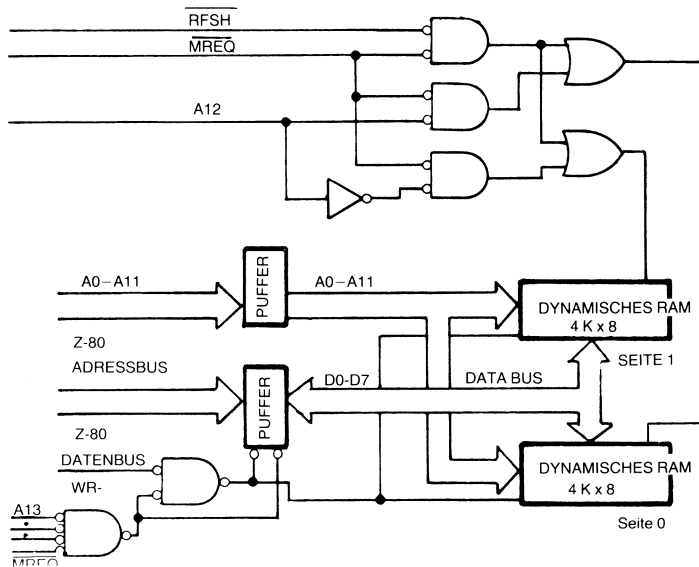 RFSH
MREQ
A12
A0–A11
PUFFER
A0–A11
DYNAMISCHES RAM
4 K x 8
Z-80
ADRESSBUS
SEITE 1
PUFFER
D0-D7
DATA BUS
Z-80
DATENBUS
DYNAMISCHES RAM
4 K x 8
WR-
A13
Seite 0
MREQ